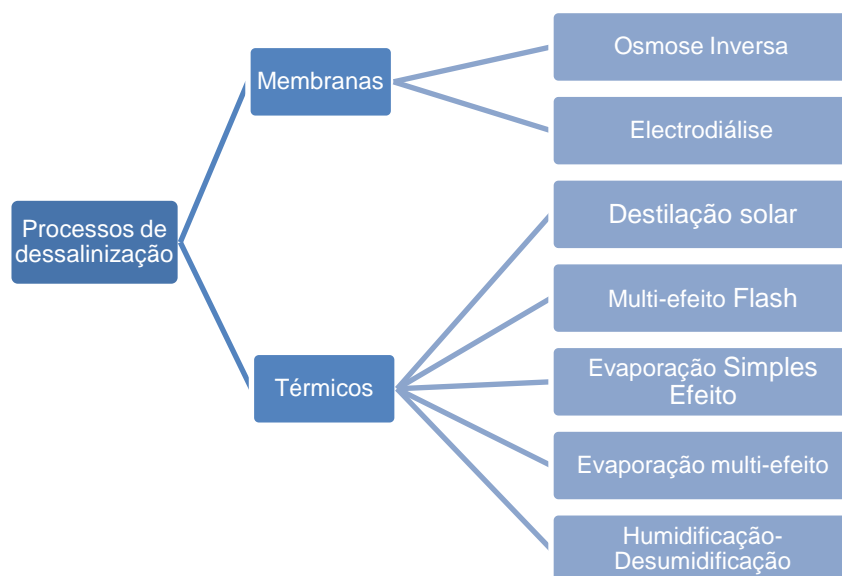 Processos de
dessalinização
Membranas
Osmose Inversa
Electrodiálise
Térmicos
Destilação solar
Multi-efeito Flash
Evaporação Simples
Efeito
Evaporação multi-efeito
Humidificação-
Desumidificação